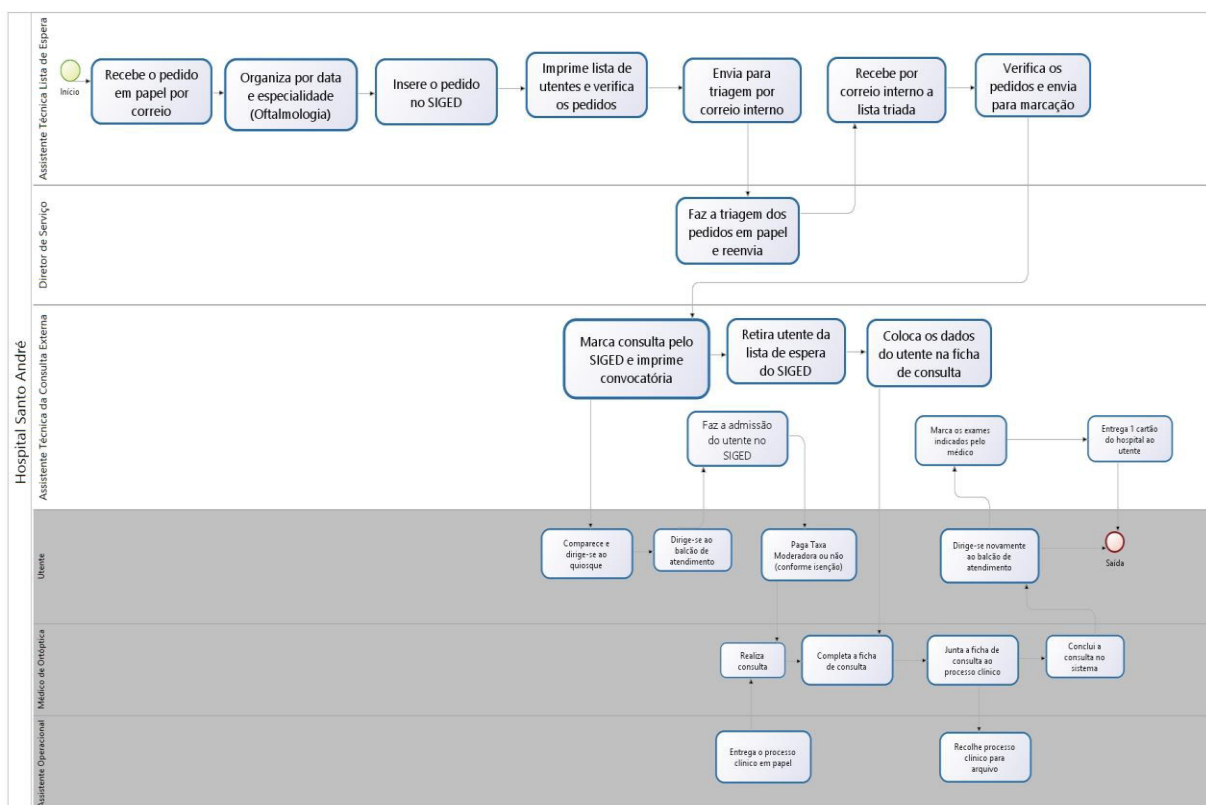 Hospital Santo André
Assistente Técnica Lista de Espera
Início
Recebe o pedido
em papel por
correio
Organiza por data
e especialidade
(Oftalmologia)
Insere o pedido
no SIGED
Imprime lista de
utentes e verifica
os pedidos
Envia para
triagem por
correio interno
Recebe por
correio interno a
lista triada
Verifica os
pedidos e envia
para marcação
Diretor de Serviço
Faz a triagem dos
pedidos em papel
e reenvia
Assistente Técnica da Consulta Externa
Marca consulta pelo
SIGED e imprime
convocatória
Retira utente da
lista de espera
do SIGED
Coloca os dados
do utente na ficha
de consulta
Faz a admissão
do utente no
SIGED
Marca os exames
indicados pelo
médico
Entrega 1 cartão
do hospital ao
utente
Utente
Comparece e
dirige-se ao
quiosque
Dirige-se ao
balcão de
atendimento
Paga Taxa
Moderadora ou não
(conforme isenção)
Dirige-se novamente
ao balcão de
atendimento
Saída
Médico de Ortóptica
Realiza
consulta
Completa a ficha
de consulta
Junta a ficha de
consulta ao
processo clínico
Conclui a
consulta no
sistema
Assistente Operacional
Entrega o processo
clínico em papel
Recolhe processo
clínico para
arquivo